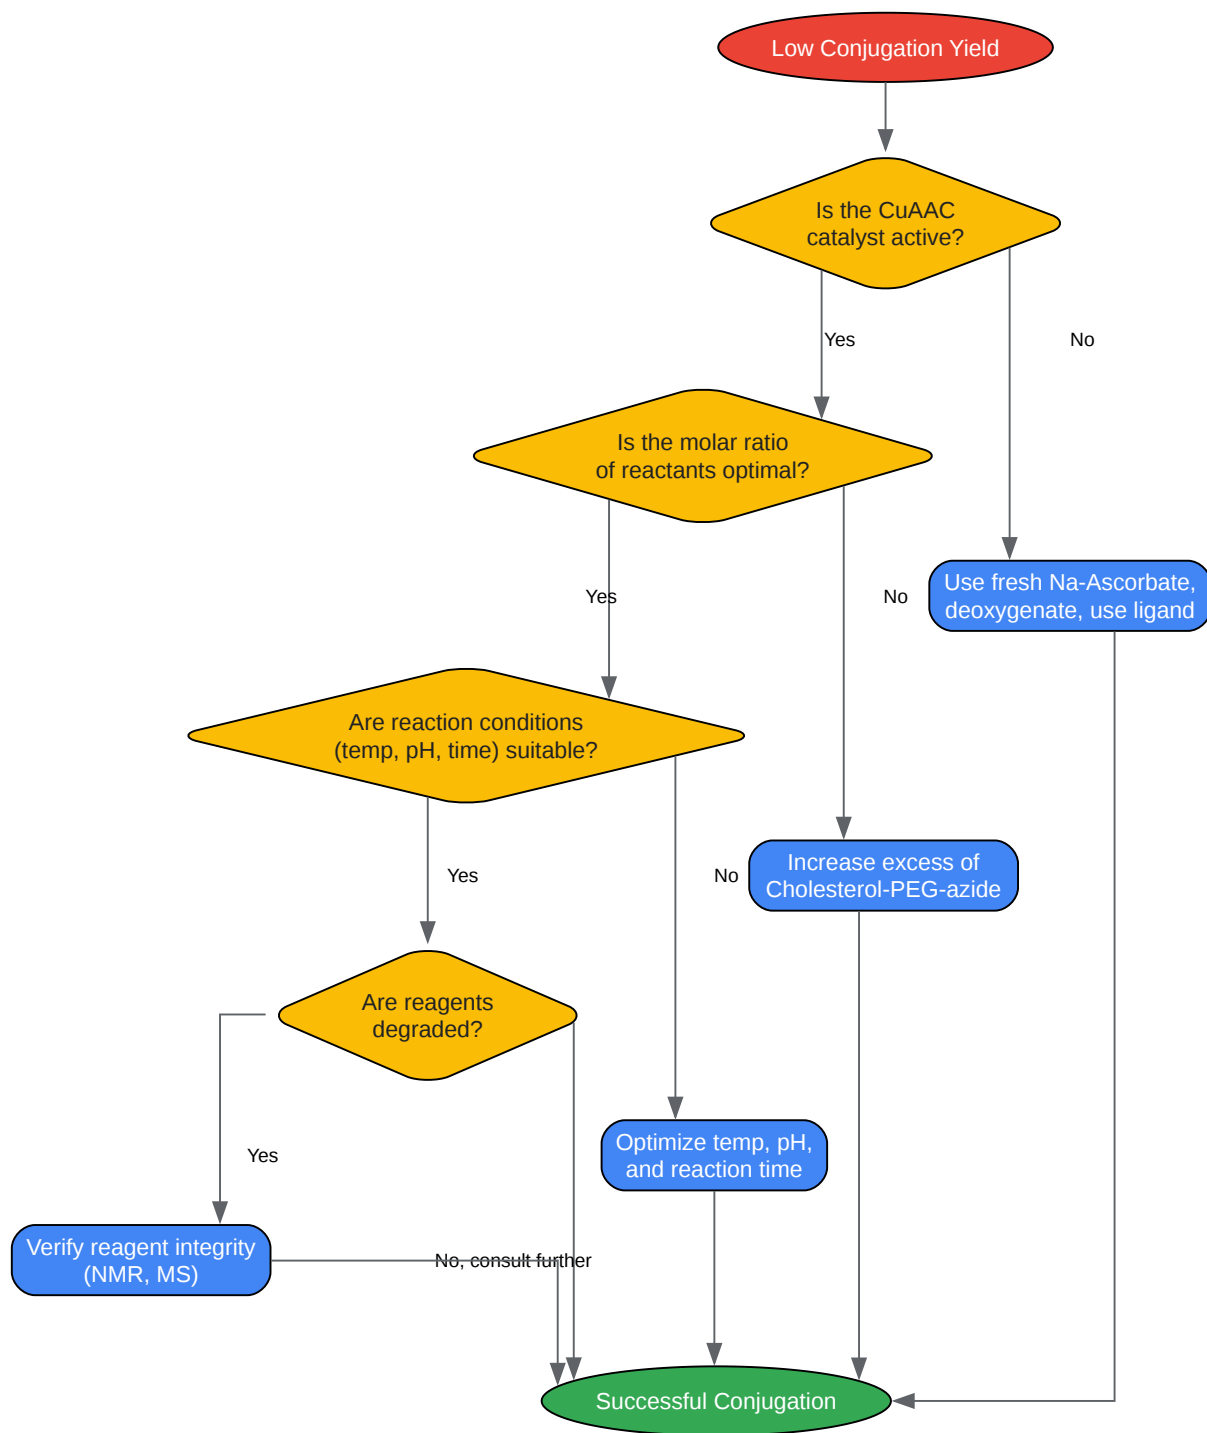 Low Conjugation Yield
Is the CuAAC
catalyst active?
Yes
No
Is the molar ratio
of reactants optimal?
Yes
No
Use fresh Na-Ascorbate,
deoxygenate, use ligand
Are reaction conditions
(temp, pH, time) suitable?
Yes
No
Increase excess of
Cholesterol-PEG-azide
Are reagents
degraded?
Yes
Optimize temp, pH,
and reaction time
Verify reagent integrity
(NMR, MS)
No, consult further
Successful Conjugation